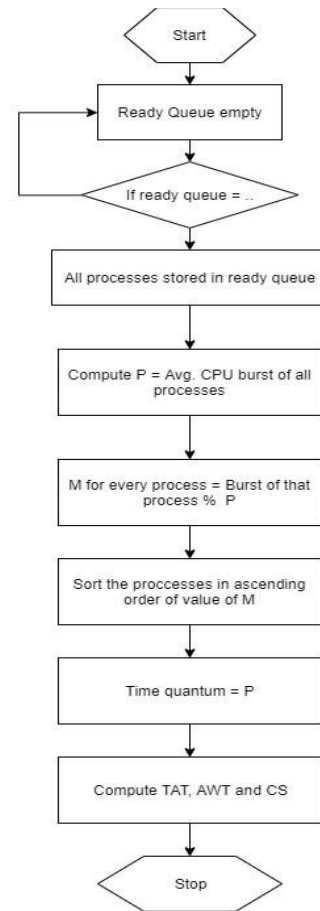 Start
Ready Queue empty
If ready queue = ..
All processes stored in ready queue
Compute P = Avg. CPU burst of all
processes
M for every process = Burst of that
process % P
Sort the proccesses in ascending
order of value of M
Time quantum = P
Compute TAT, AWT and CS
Stop